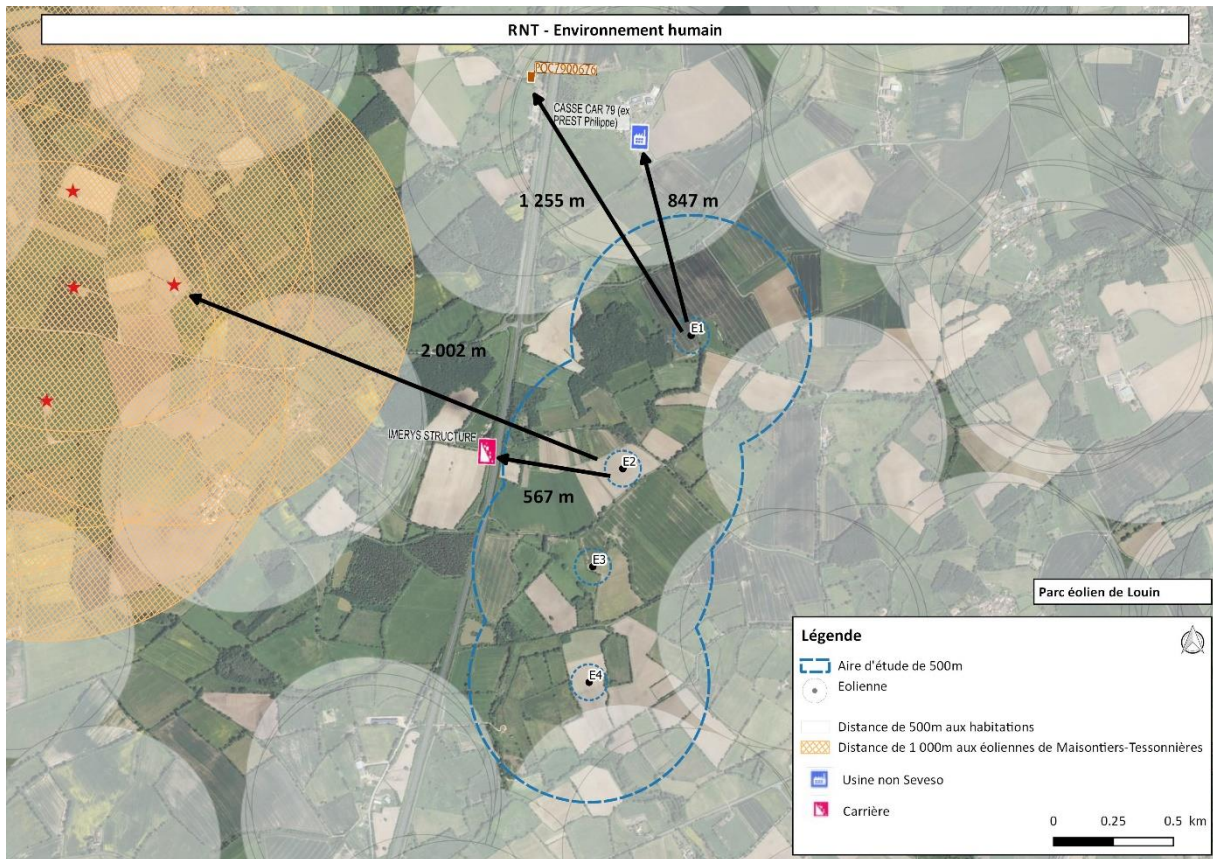 RNT - Environnement humain
POC7900676
CASSE CAR 79 (ex
PREST Philippe)
1 255 m
847 m
E1
2 002 m
IMERYS STRUCTURE
E2
567 m
E3
E4
Parc éolien de Louin
Légende
Aire d'étude de 500m
Eolienne
Distance de 500m aux habitations
Distance de 1 000m aux éoliennes de Maisontiers-Tessonnières
Usine non Seveso
Carrière
0 0.25 0.5 km